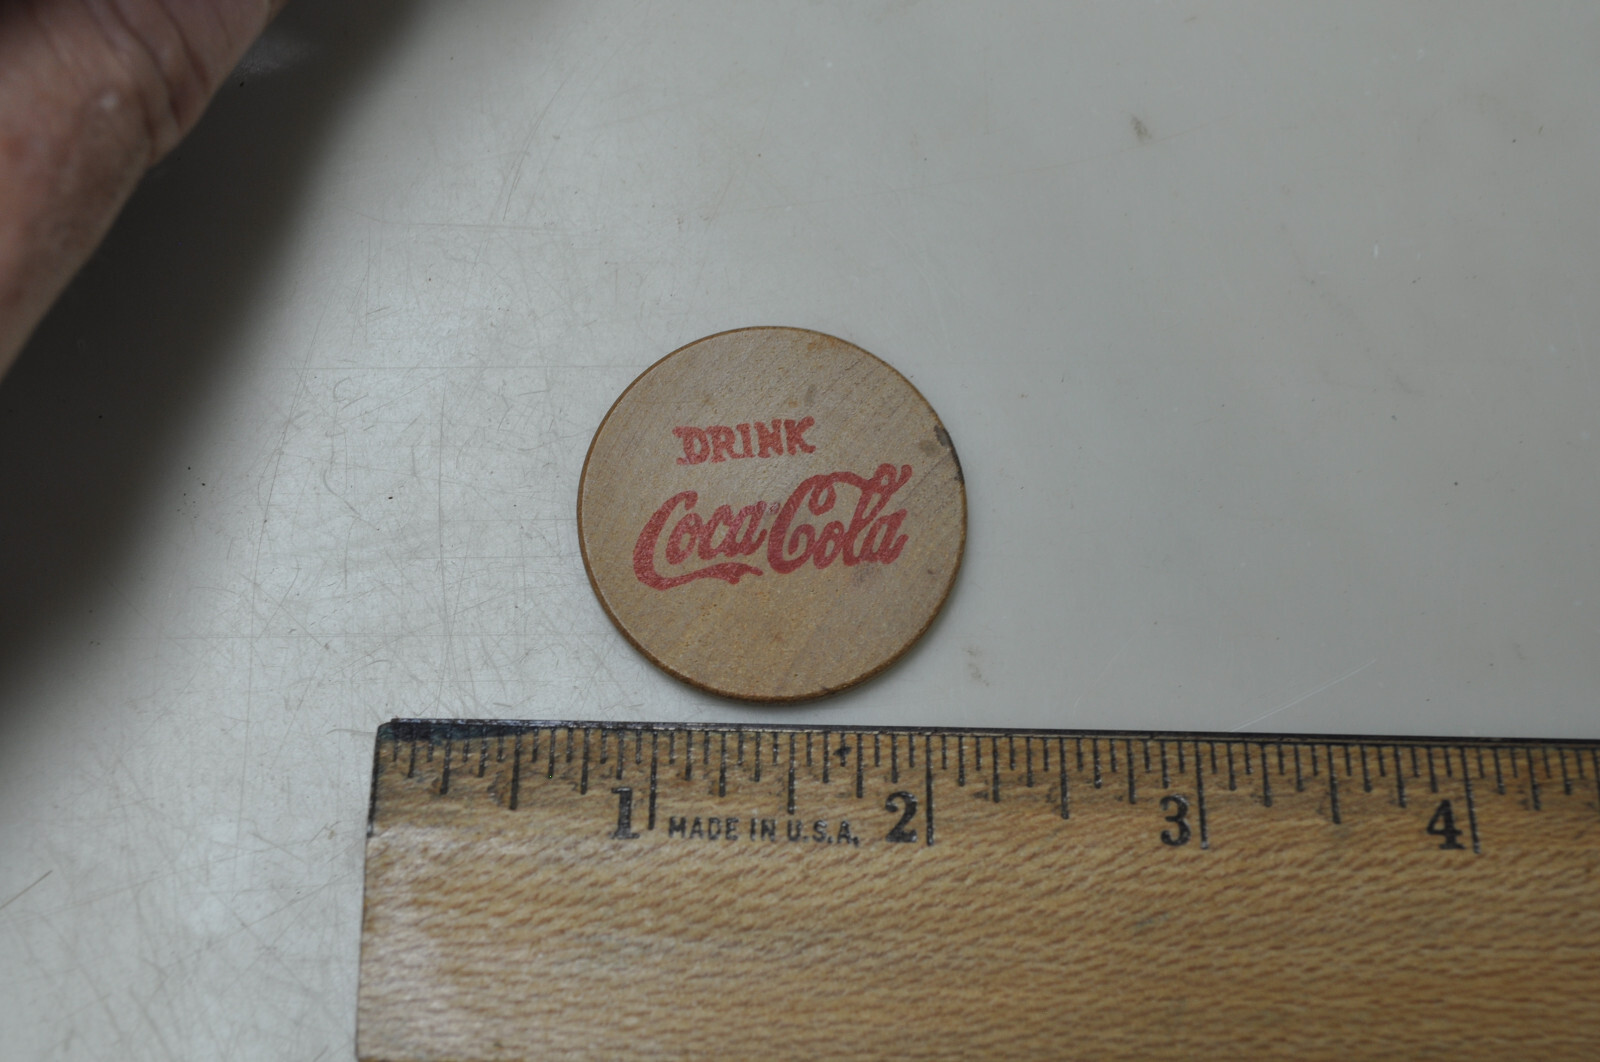 DRINK
Coca-Cola
1 MADE IN U.S.A. 2 3 4